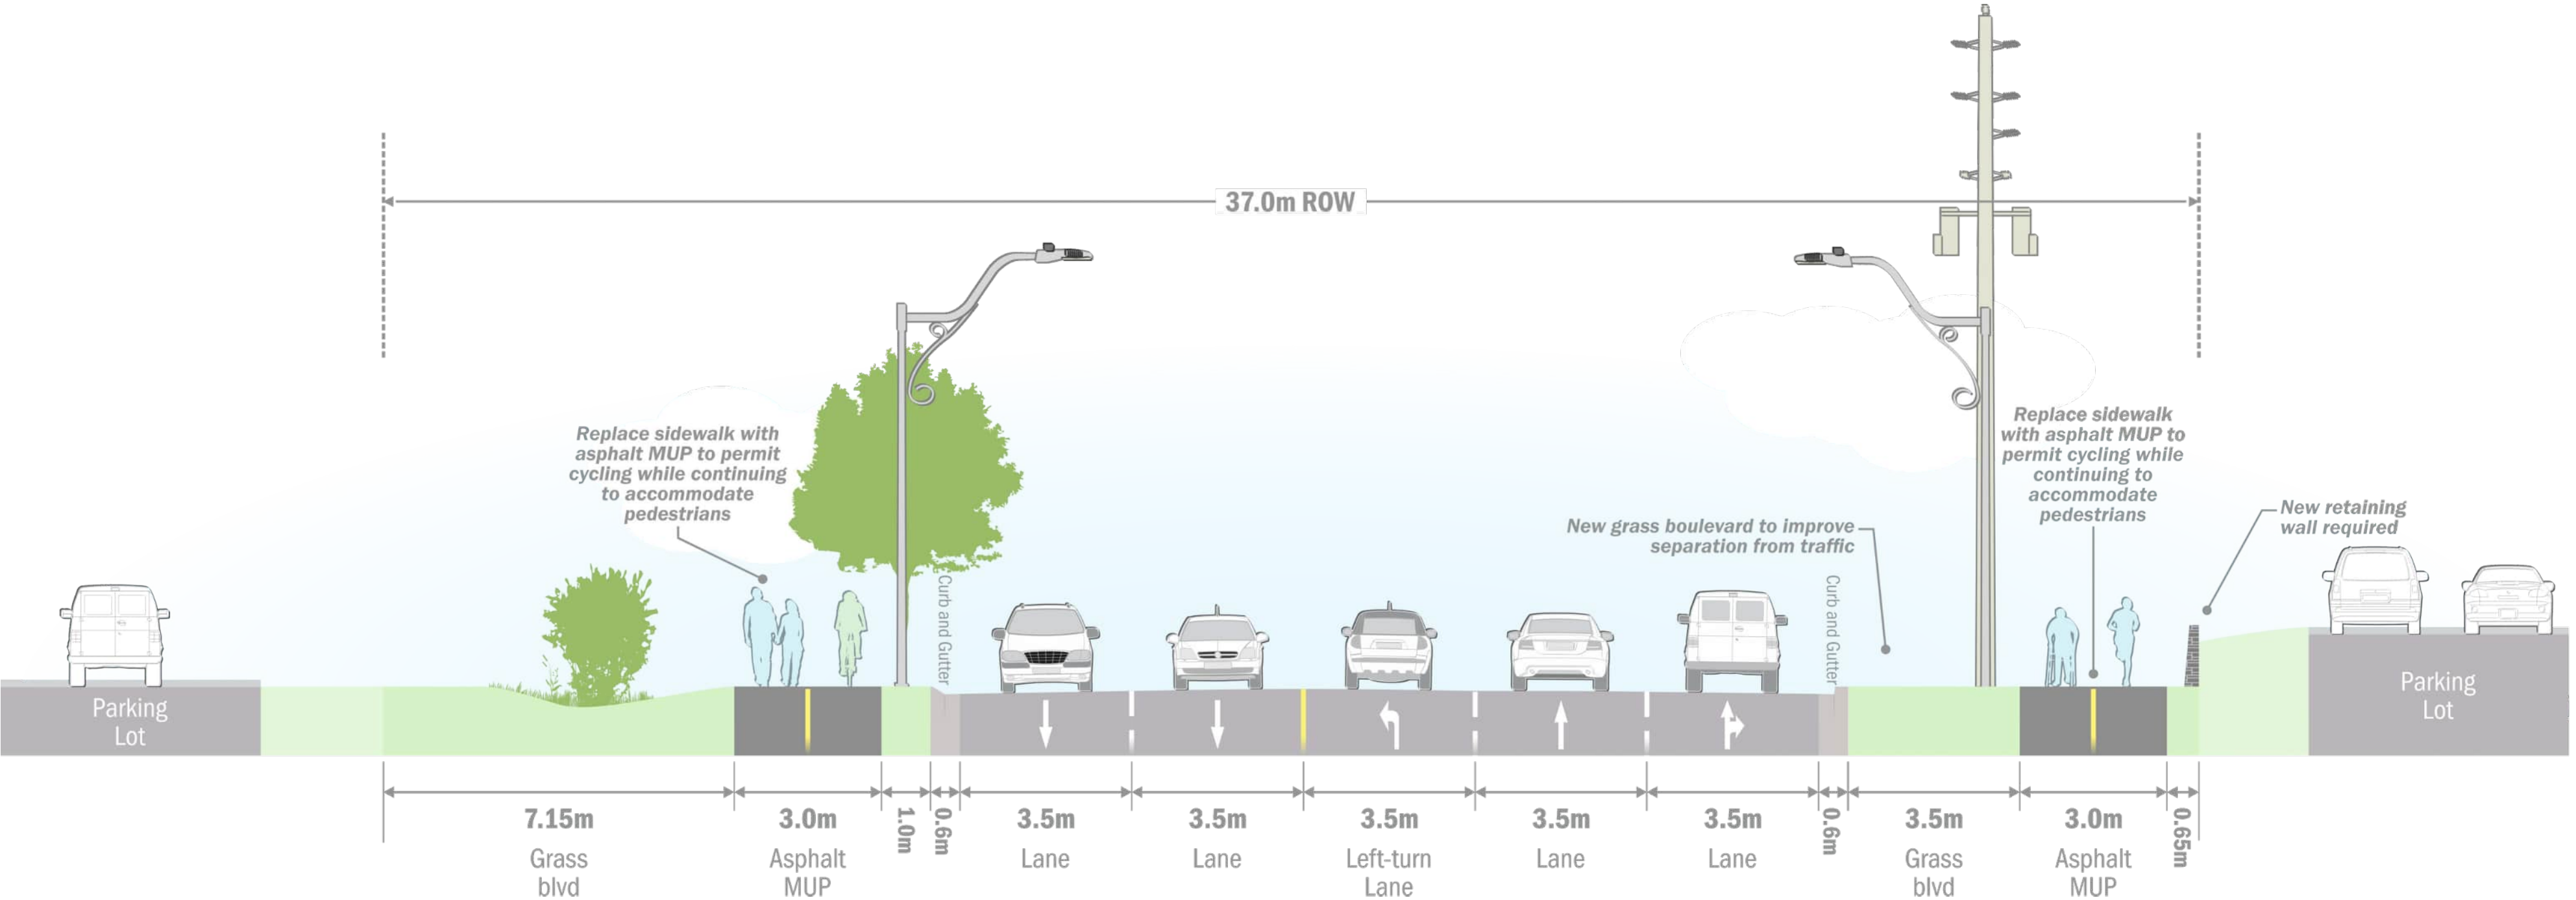 37.0m ROW
Replace sidewalk with
asphalt MUP to permit
cycling while continuing
to accommodate
pedestrians
Replace sidewalk
with asphalt MUP to
permit cycling while
continuing to
accommodate
pedestrians
New retaining
wall required
New grass boulevard to improve
separation from traffic
Curb and Gutter
Curb and Gutter
Parking
Lot
Parking
Lot
7.15m
Grass
blvd
3.0m
Asphalt
MUP
1.0m
0.6m
3.5m
Lane
3.5m
Lane
3.5m
Left-turn
Lane
3.5m
Lane
3.5m
Lane
0.6m
3.5m
Grass
blvd
3.0m
Asphalt
MUP
0.65m